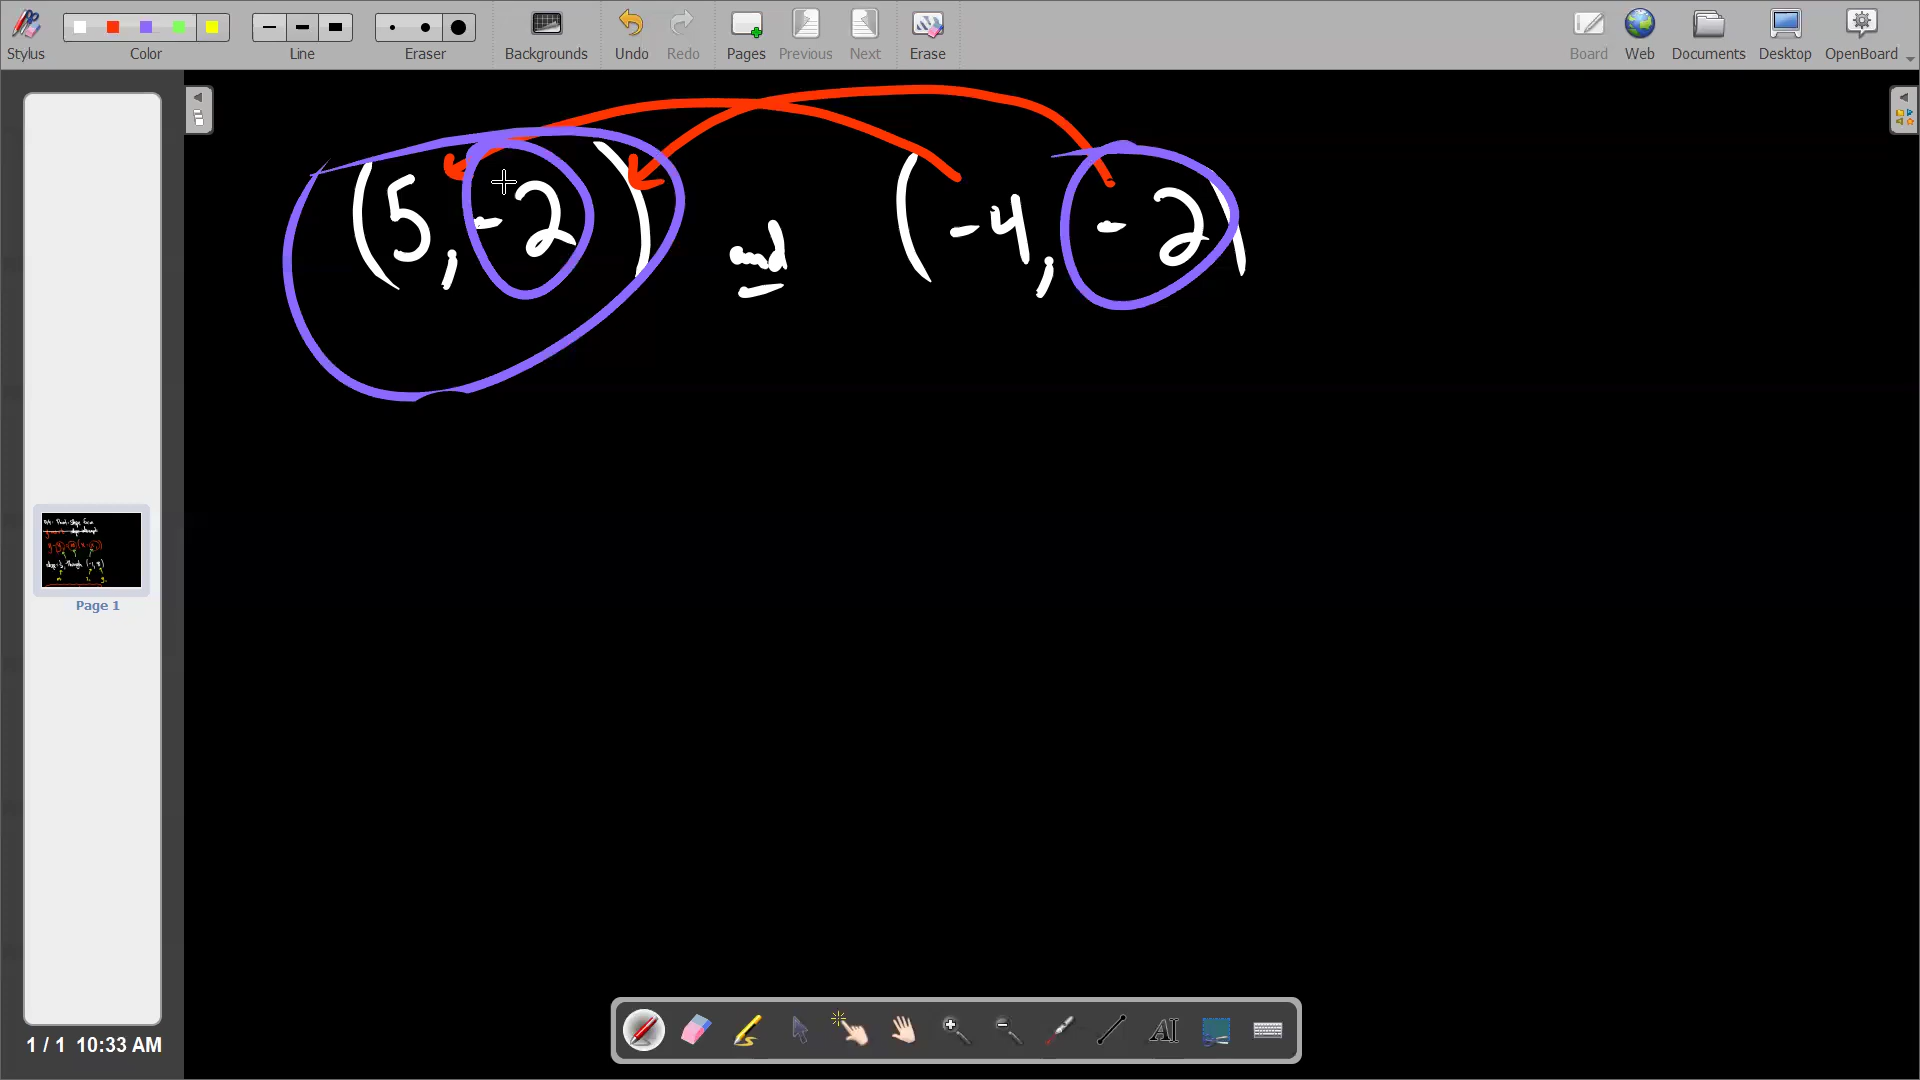 Stylus Color Line Eraser Backgrounds Undo Redo Pages Previous Next Erase Board Web Documents Desktop OpenBoard
(5, -2) and (-4, -2)
Page 1
1 / 1 10:33 AM